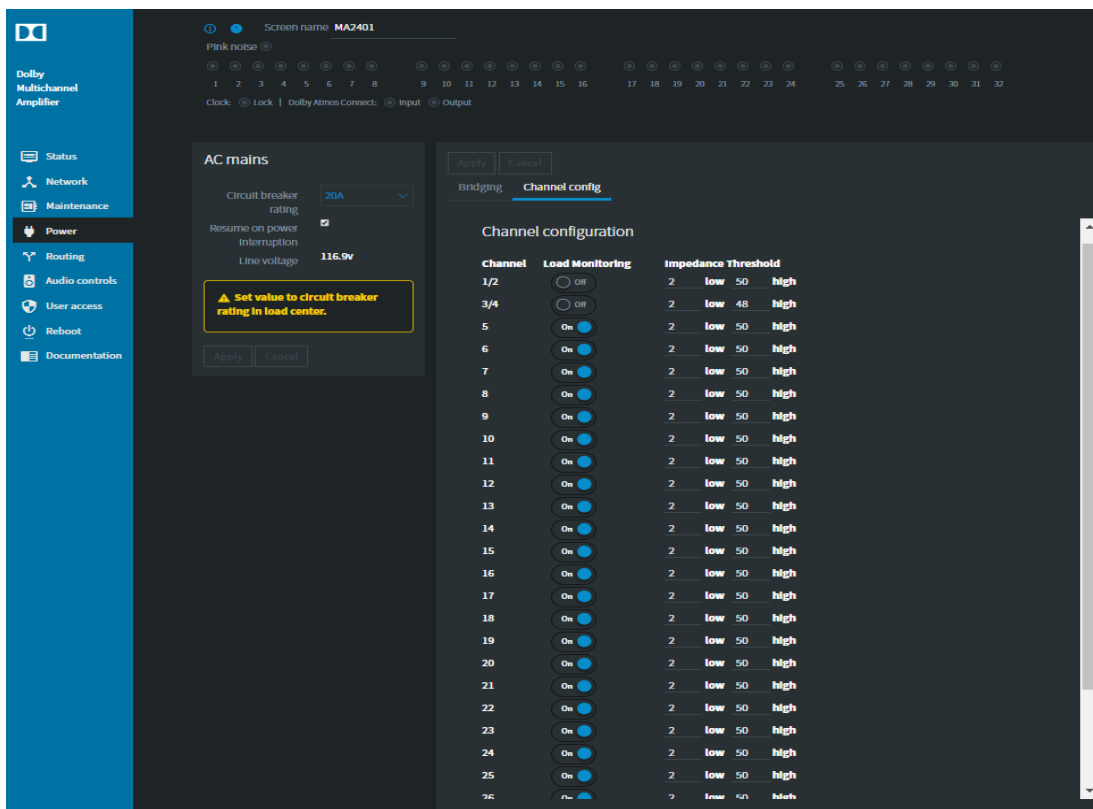 Screen name MA2401
Pink noise
1 2 3 4 5 6 7 8 9 10 11 12 13 14 15 16 17 18 19 20 21 22 23 24 25 26 27 28 29 30 31 32
Clock: Lock | Dolby Atmos Connect: Input Output
Dolby
Multichannel
Amplifier
Status
Network
Maintenance
Power
Routing
Audio controls
User access
Reboot
Documentation
AC mains
Circuit breaker
rating
20A
Resume on power
interruption
Line voltage 116.9v
Set value to circuit breaker
rating in load center.
Apply Cancel
Apply Cancel
Bridging Channel config
Channel configuration
Channel Load Monitoring Impedance Threshold
1/2 Off 2 low 50 high
3/4 Off 2 low 48 high
5 On 2 low 50 high
6 On 2 low 50 high
7 On 2 low 50 high
8 On 2 low 50 high
9 On 2 low 50 high
10 On 2 low 50 high
11 On 2 low 50 high
12 On 2 low 50 high
13 On 2 low 50 high
14 On 2 low 50 high
15 On 2 low 50 high
16 On 2 low 50 high
17 On 2 low 50 high
18 On 2 low 50 high
19 On 2 low 50 high
20 On 2 low 50 high
21 On 2 low 50 high
22 On 2 low 50 high
23 On 2 low 50 high
24 On 2 low 50 high
25 On 2 low 50 high
26 On 2 low 50 high